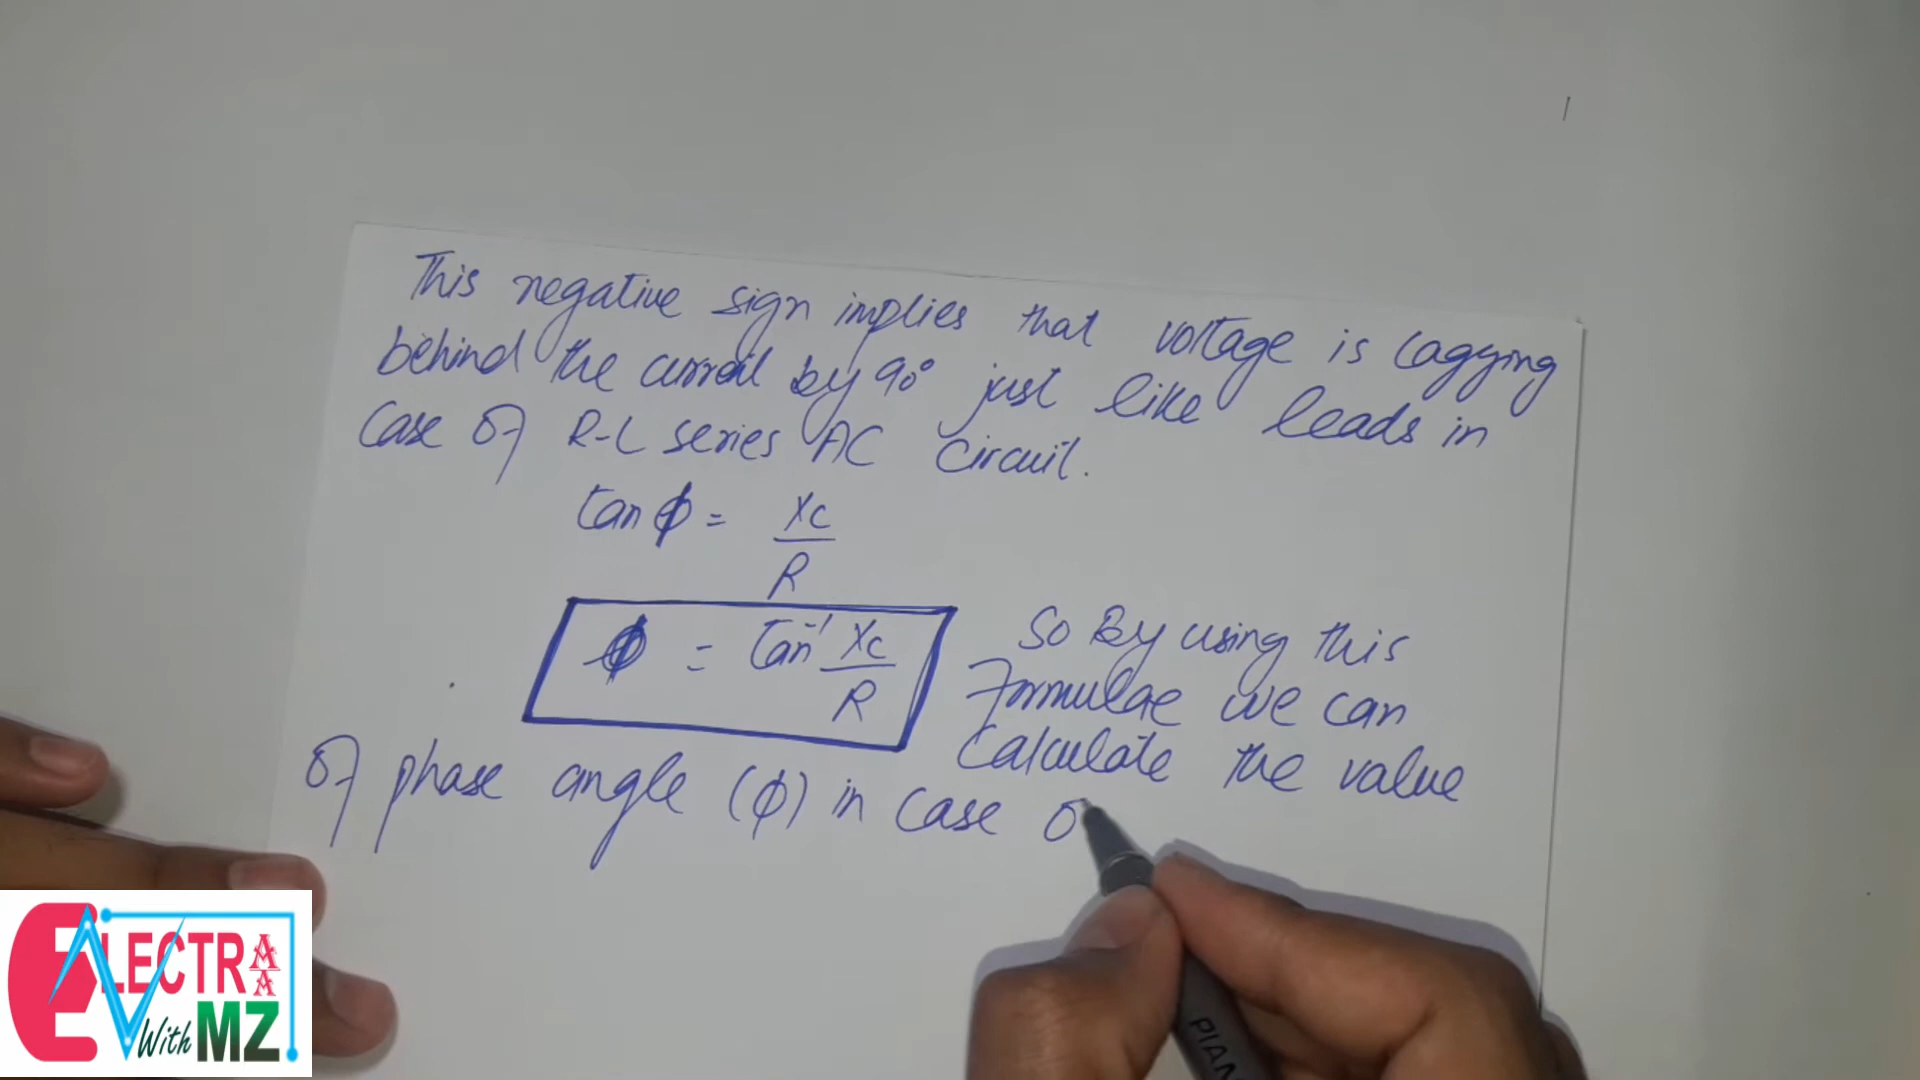 This negative sign implies that voltage is lagging
behind the current by 90° just like leads in
case of R-L series AC circuit.
tan ϕ = Xc
R
ϕ = tan⁻¹ Xc
R
So By using this
Formulae we can
Calculate the value
of phase angle (ϕ) in case o
PIAN
ELECTRA
With MZ